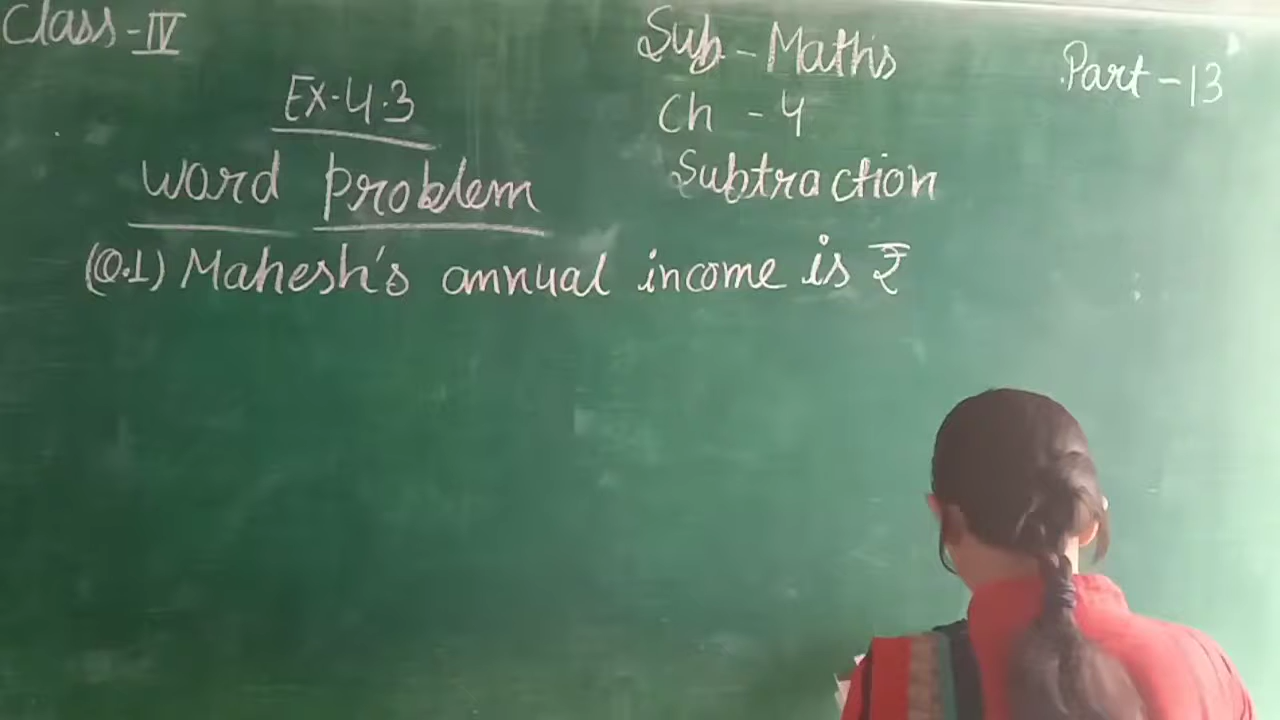 Class-IV
Sub-Maths
Part-13
Ex-4.3
Ch-4
word problem
Subtraction
(Q.1) Mahesh's annual income is ₹